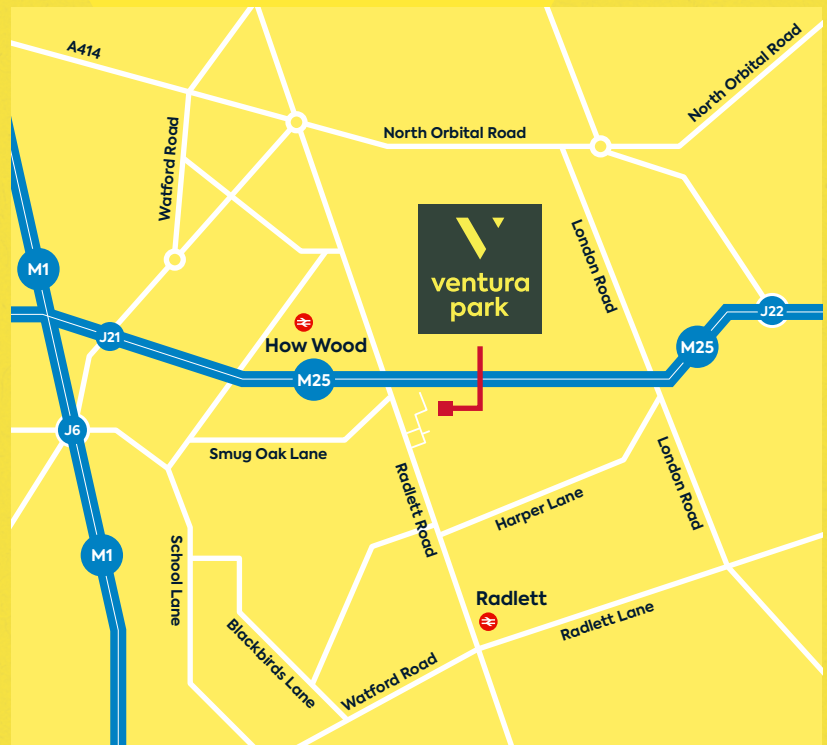 A414
North Orbital Road
North Orbital Road
Watford Road
ventura
park
London Road
M1
J21
How Wood
M25
M25
J22
J6
Smug Oak Lane
Radlett Road
Harper Lane
London Road
M1
School Lane
Radlett
Radlett Lane
Blackbirds Lane
Watford Road